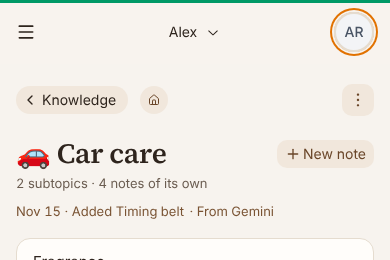 Alex
AR
Knowledge
🚗 Car care
+ New note
2 subtopics · 4 notes of its own
Nov 15 · Added Timing belt · From Gemini
Fragrance